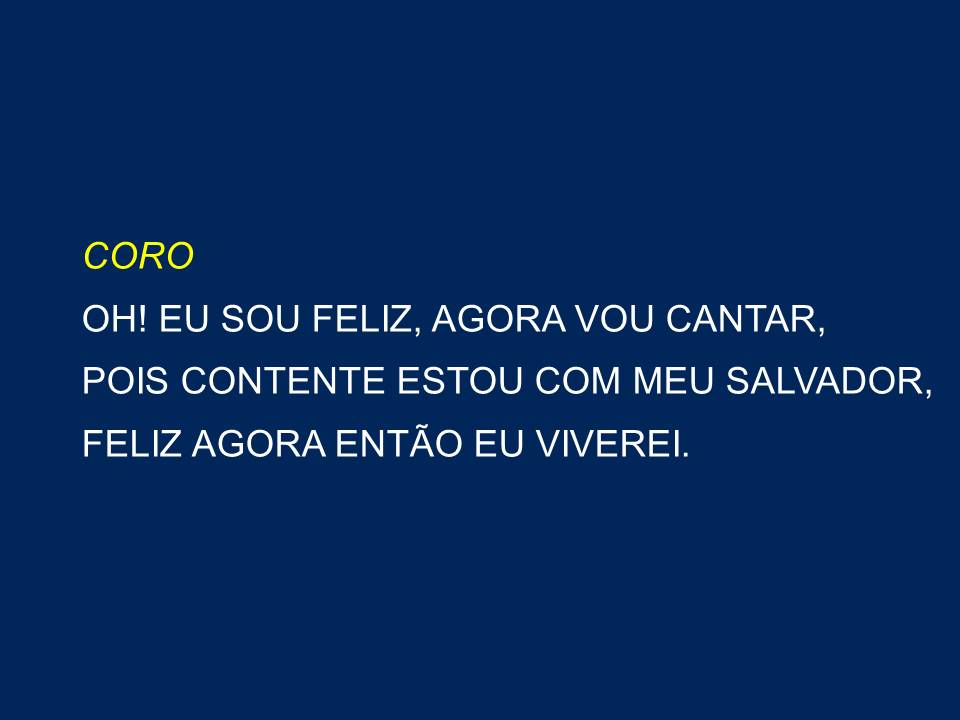 CORO
OH! EU SOU FELIZ, AGORA VOU CANTAR,
POIS CONTENTE ESTOU COM MEU SALVADOR,
FELIZ AGORA ENTÃO EU VIVEREI.